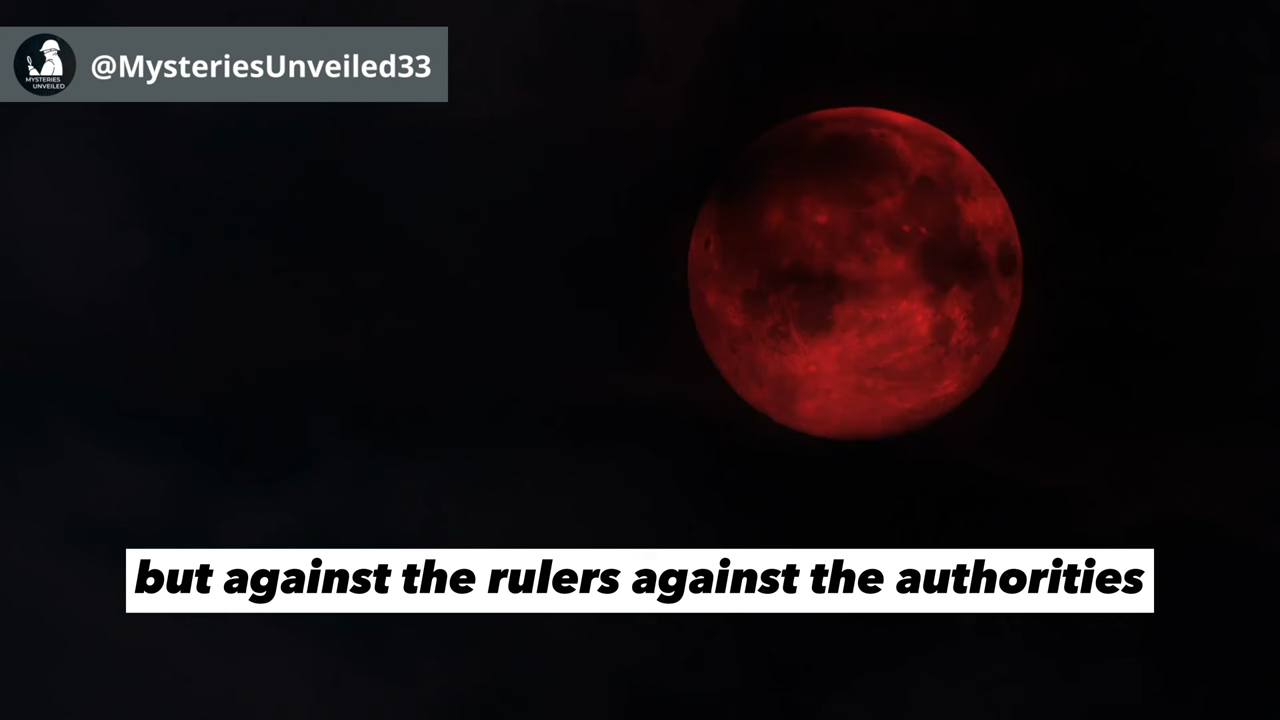 @MysteriesUnveiled33
MYSTERIES
UNVEILED
but against the rulers against the authorities